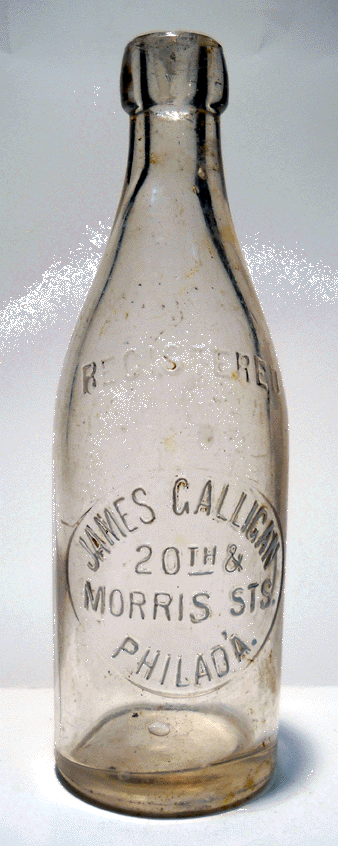 REGISTERED
JAMES GALLIGAN
20TH &
MORRIS STS.
PHILAD'A.